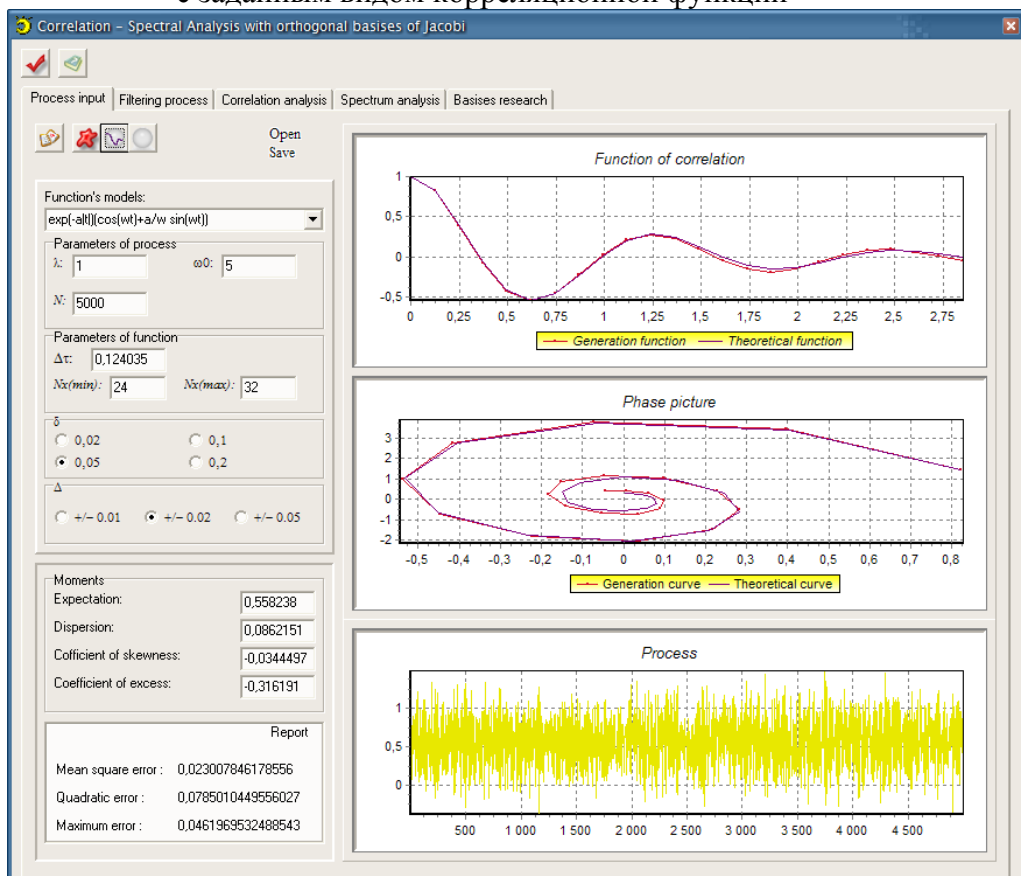 с заданным видом корреляционной функции
Correlation – Spectral Analysis with orthogonal basises of Jacobi
Process input
Filtering process
Correlation analysis
Spectrum analysis
Basises research
Open
Save
Function's models:
exp(-a|t|)(cos(wt)+a/w sin(wt))
Parameters of process
λ: 1 ω0: 5
N: 5000
Parameters of function
Δτ: 0,124035
Nx(min): 24 Nx(max): 32
δ
0,02 0,1
0,05 0,2
Δ
+/– 0.01 +/– 0.02 +/– 0.05
Moments
Expectation: 0,558238
Dispersion: 0,0862151
Cofficient of skewness: -0,0344497
Coefficient of excess: -0,316191
Report
Mean square error : 0,023007846178556
Quadratic error : 0,0785010449556027
Maximum error : 0,0461969532488543
Function of correlation
1
0,5
0
-0,5
0 0,25 0,5 0,75 1 1,25 1,5 1,75 2 2,25 2,5 2,75
Generation function Theoretical function
Phase picture
3
2
1
0
-1
-2
-0,5 -0,4 -0,3 -0,2 -0,1 0 0,1 0,2 0,3 0,4 0,5 0,6 0,7 0,8
Generation curve Theoretical curve
Process
1
0,5
0
500 1 000 1 500 2 000 2 500 3 000 3 500 4 000 4 500